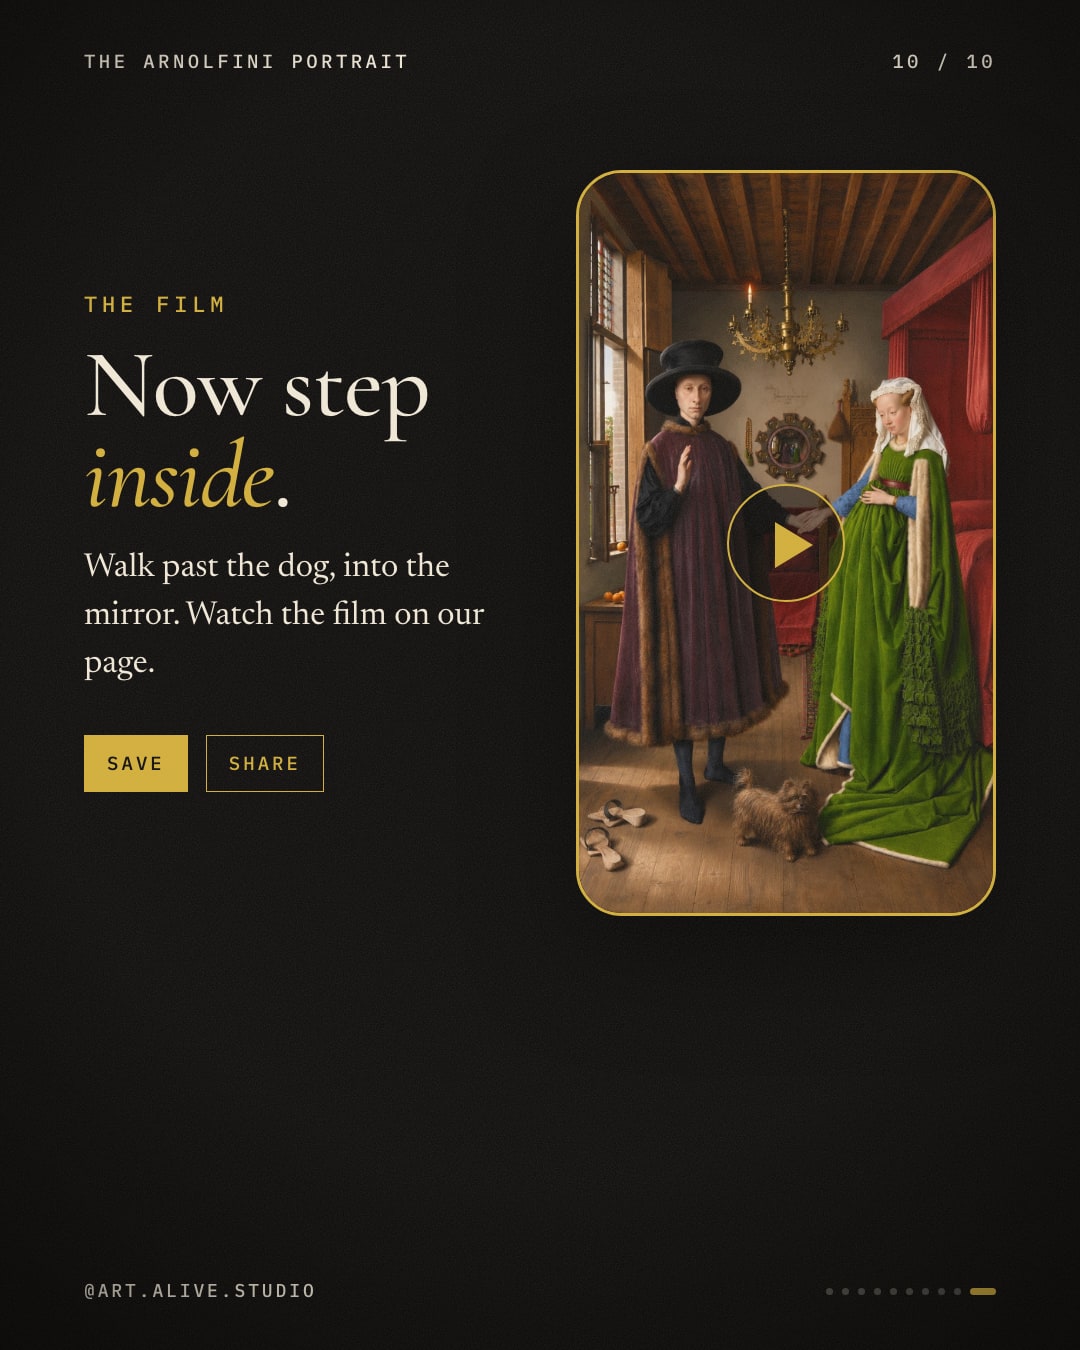 THE ARNOLFINI PORTRAIT
10 / 10
THE FILM
Now step
inside.
Walk past the dog, into the
mirror. Watch the film on our
page.
SAVE
SHARE
@ART.ALIVE.STUDIO